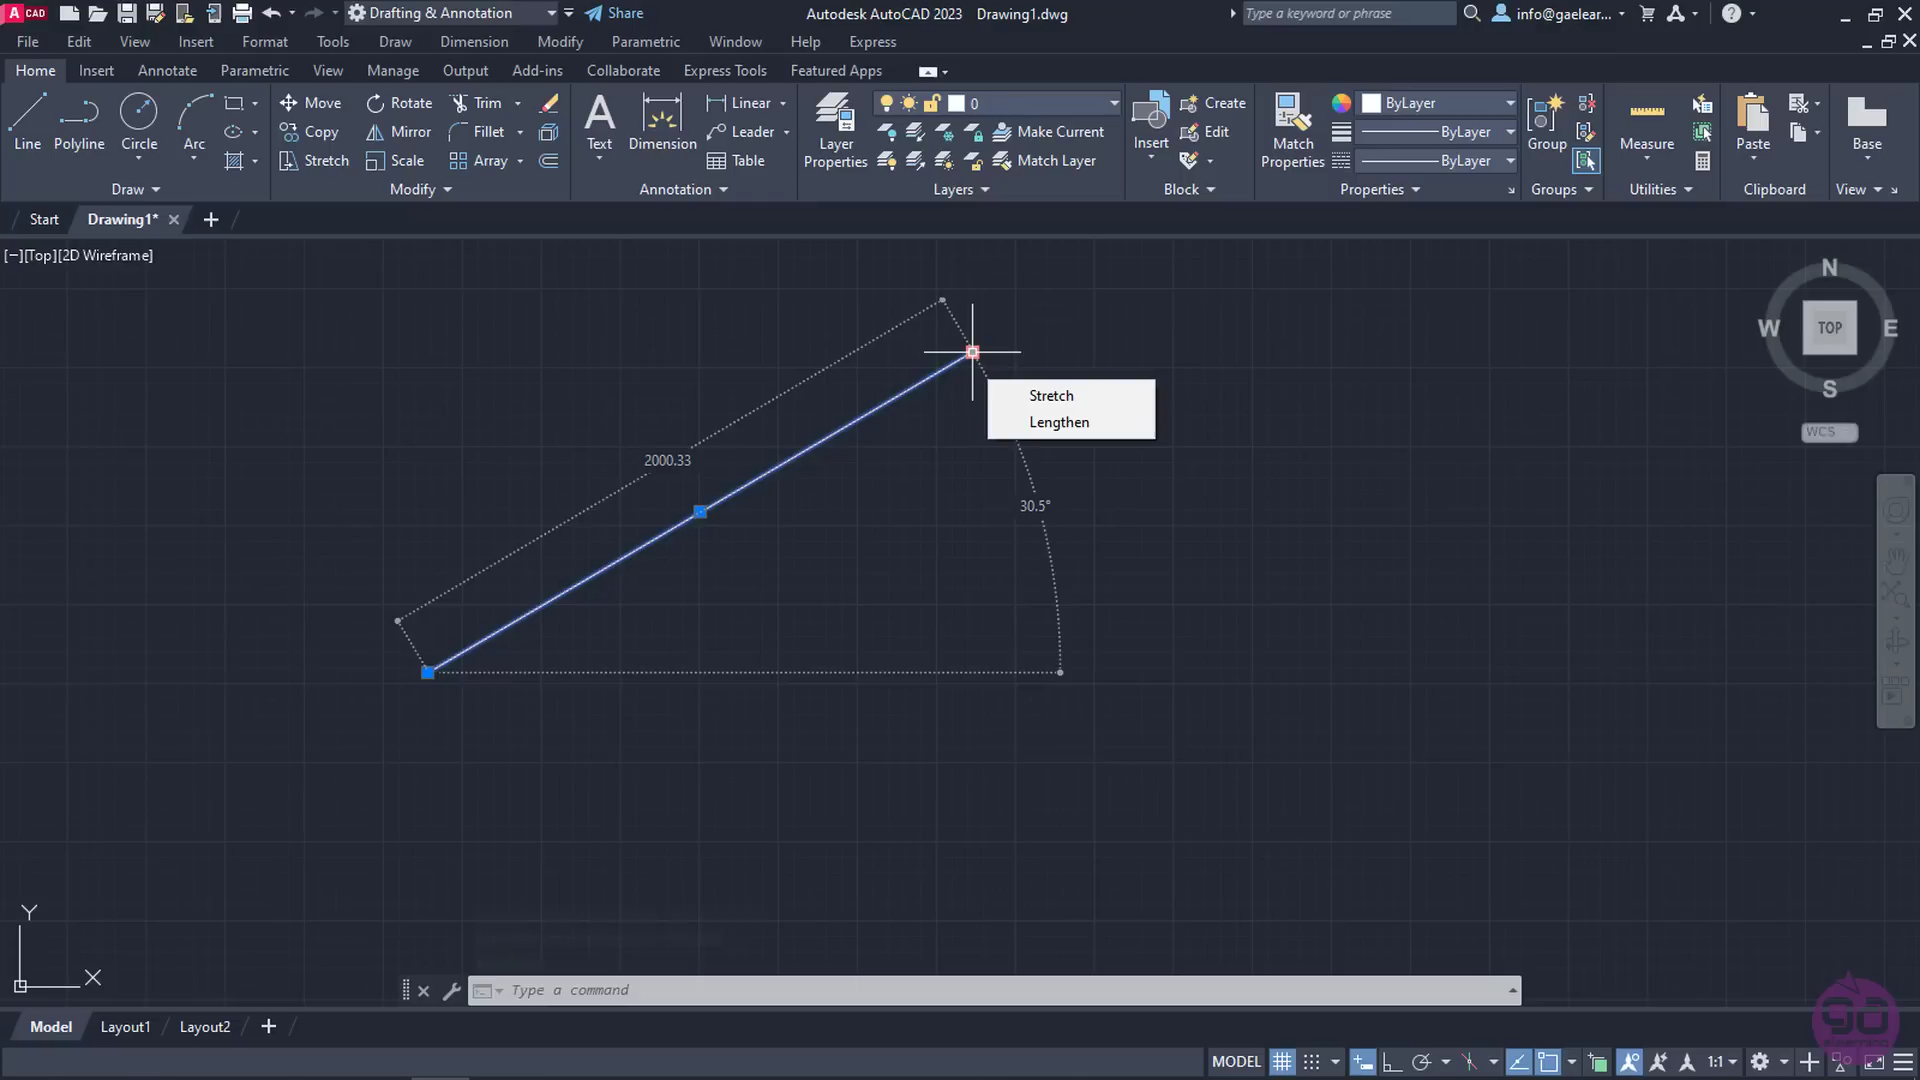 A CAD Drafting & Annotation Share Autodesk AutoCAD 2023 Drawing1.dwg Type a keyword or phrase info@gaelear...
File Edit View Insert Format Tools Draw Dimension Modify Parametric Window Help Express
Home Insert Annotate Parametric View Manage Output Add-ins Collaborate Express Tools Featured Apps
Move Rotate Trim Linear 0 Create ByLayer
Line Polyline Circle Arc Copy Mirror Fillet Text Dimension Leader Layer Properties Make Current Insert Edit Match Properties ByLayer Group Measure Paste Base
Stretch Scale Array Table Match Layer ByLayer
Draw Modify Annotation Layers Block Properties Groups Utilities Clipboard View
Start Drawing1*
[−][Top][2D Wireframe]
N
W TOP E
S
WCS
Stretch
Lengthen
2000.33
30.5°
Y
X
Type a command
Model Layout1 Layout2
MODEL 1:1